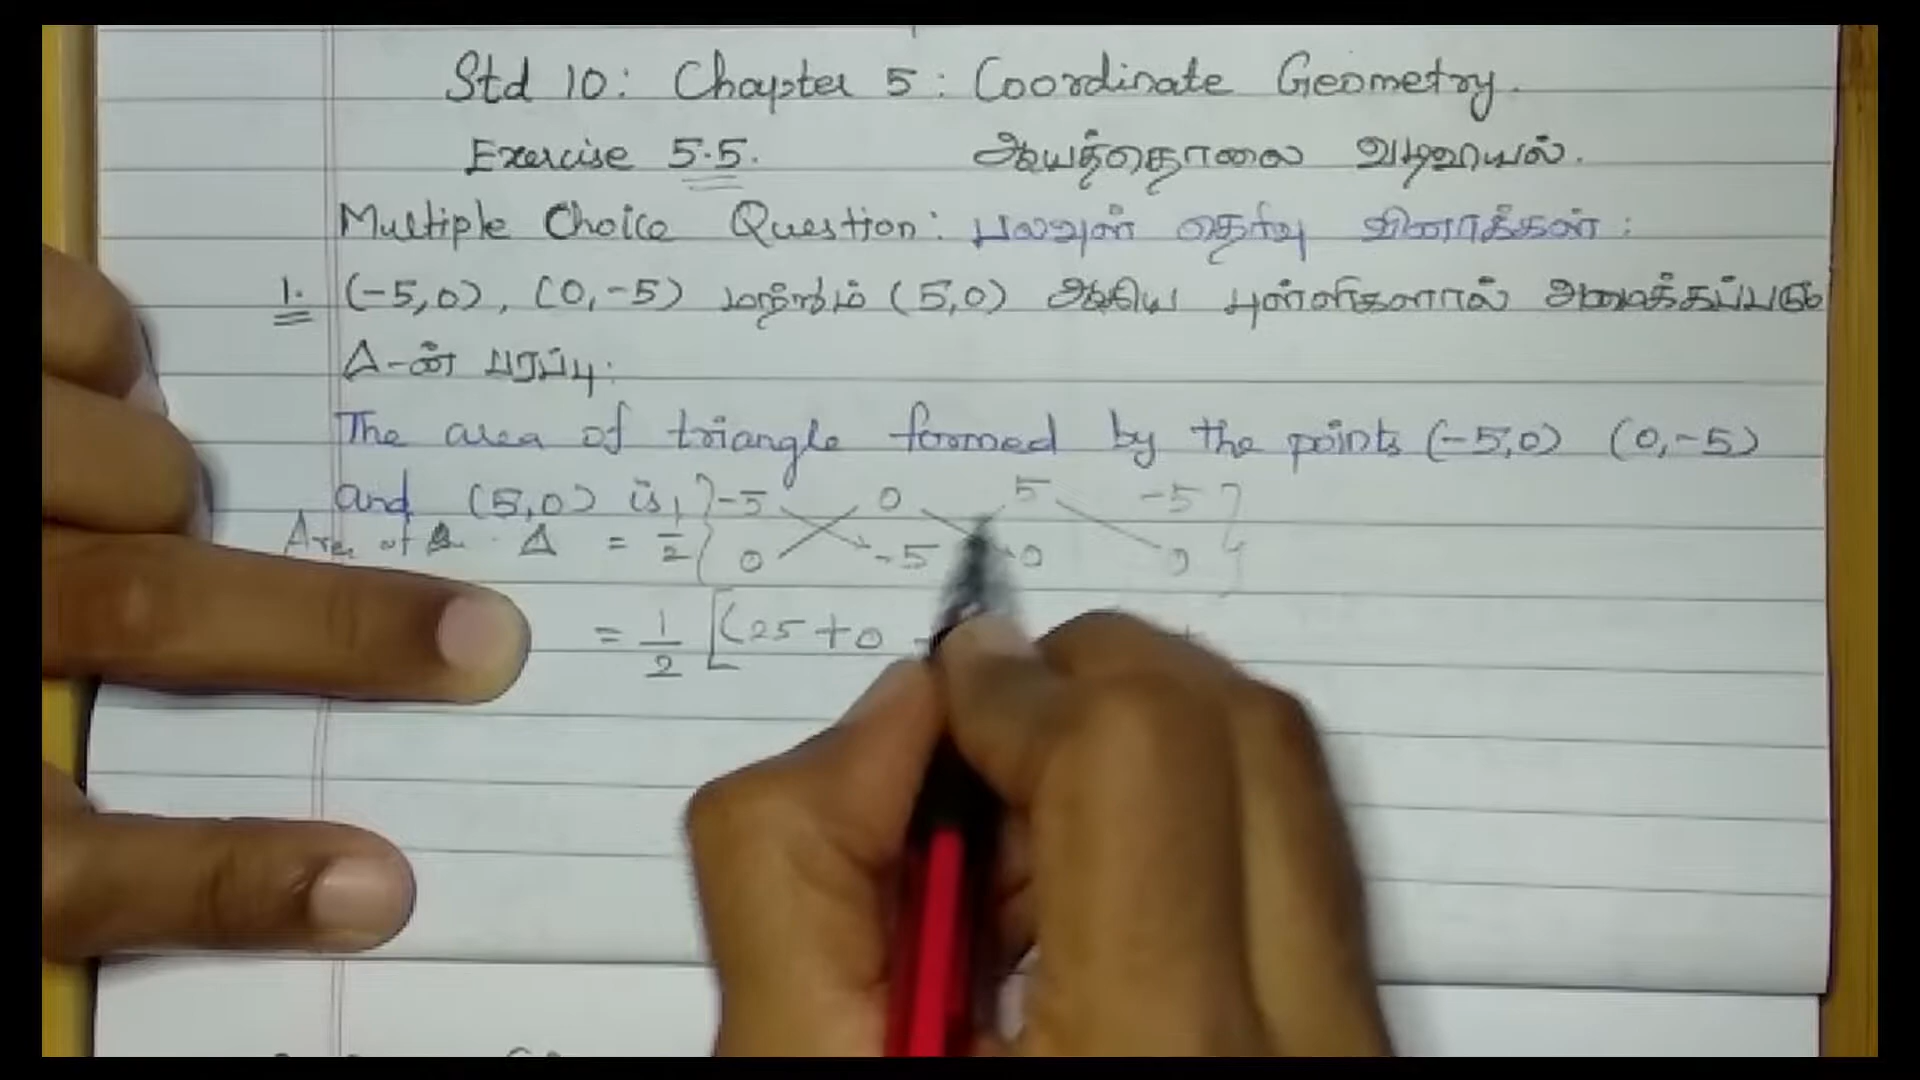 Std 10: Chapter 5: Coordinate Geometry.
Exercise 5.5. ஆயத்தொலை வடிவியல்.
Multiple Choice Question: பலவுள் தெரிவு வினாக்கள்:
1. (-5,0), (0,-5) மற்றும் (5,0) ஆகிய புள்ளிகளால் அமைக்கப்படும்
Δ-ன் பரப்பு.
The area of triangle formed by the points (-5,0) (0,-5)
and (5,0) is,
-5 0 5 -5
Area of Δ = 1/2
0 -5 0 0
= 1/2 [(25+0